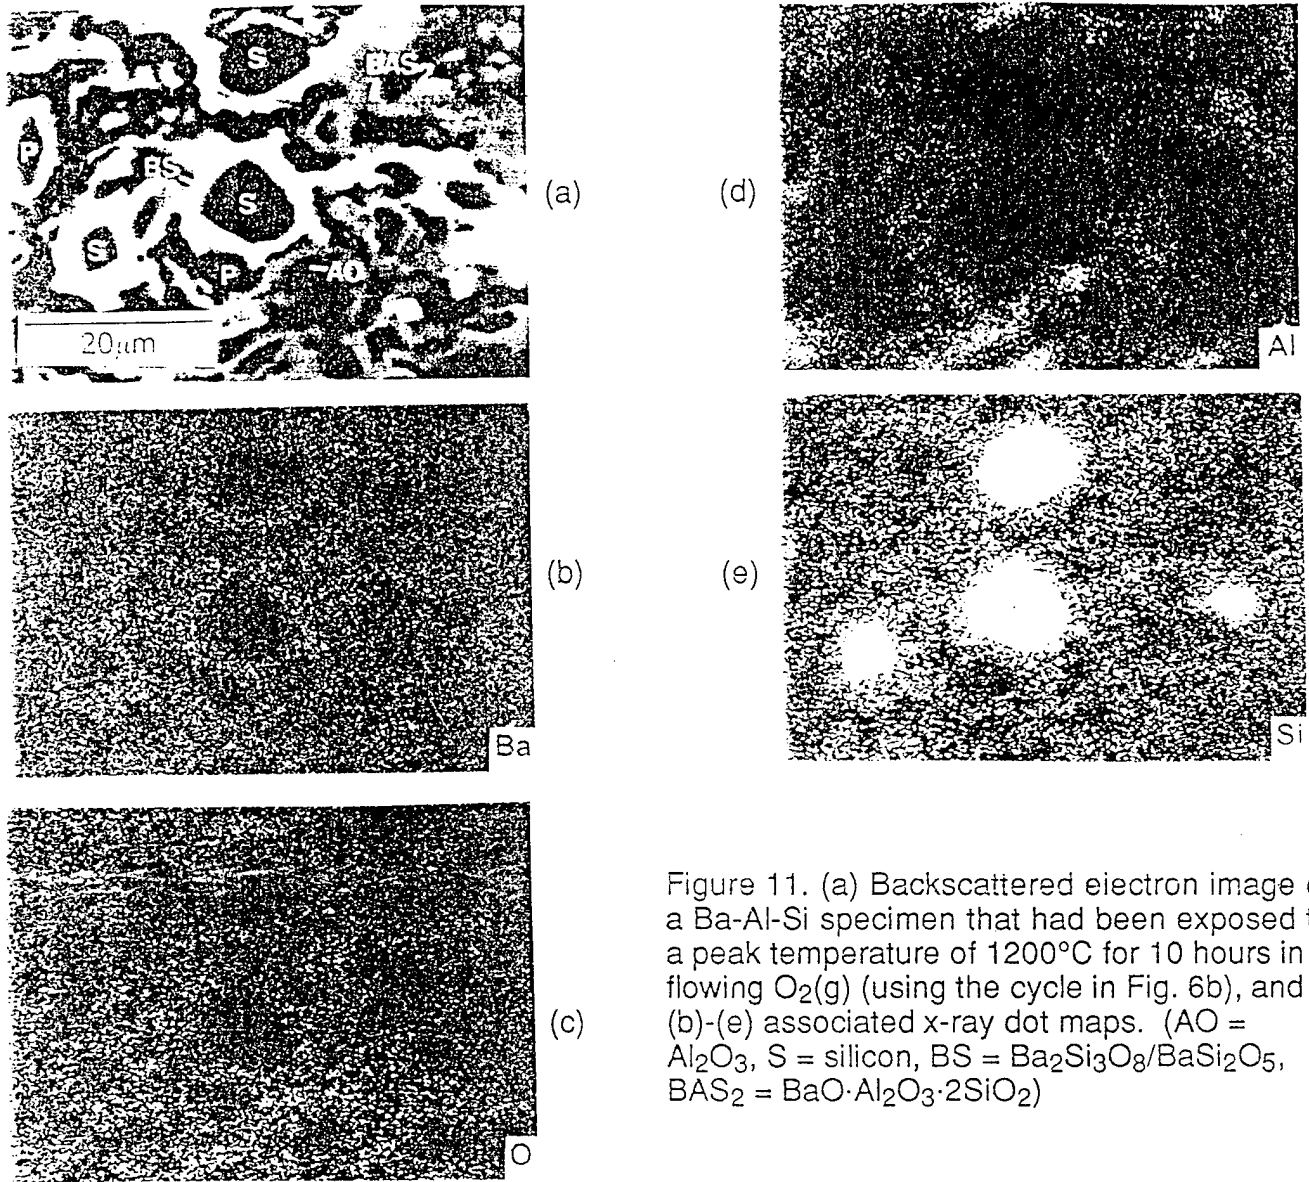 S
BAS2
P
BS
S
S
P
AO
20μm
(a)
(d)
Al
Ba
(b)
(e)
Si
O
(c)
Figure 11. (a) Backscattered electron image
a Ba-Al-Si specimen that had been exposed
a peak temperature of 1200°C for 10 hours in
flowing O2(g) (using the cycle in Fig. 6b), and
(b)-(e) associated x-ray dot maps. (AO =
Al2O3, S = silicon, BS = Ba2Si3O8/BaSi2O5,
BAS2 = BaO·Al2O3·2SiO2)